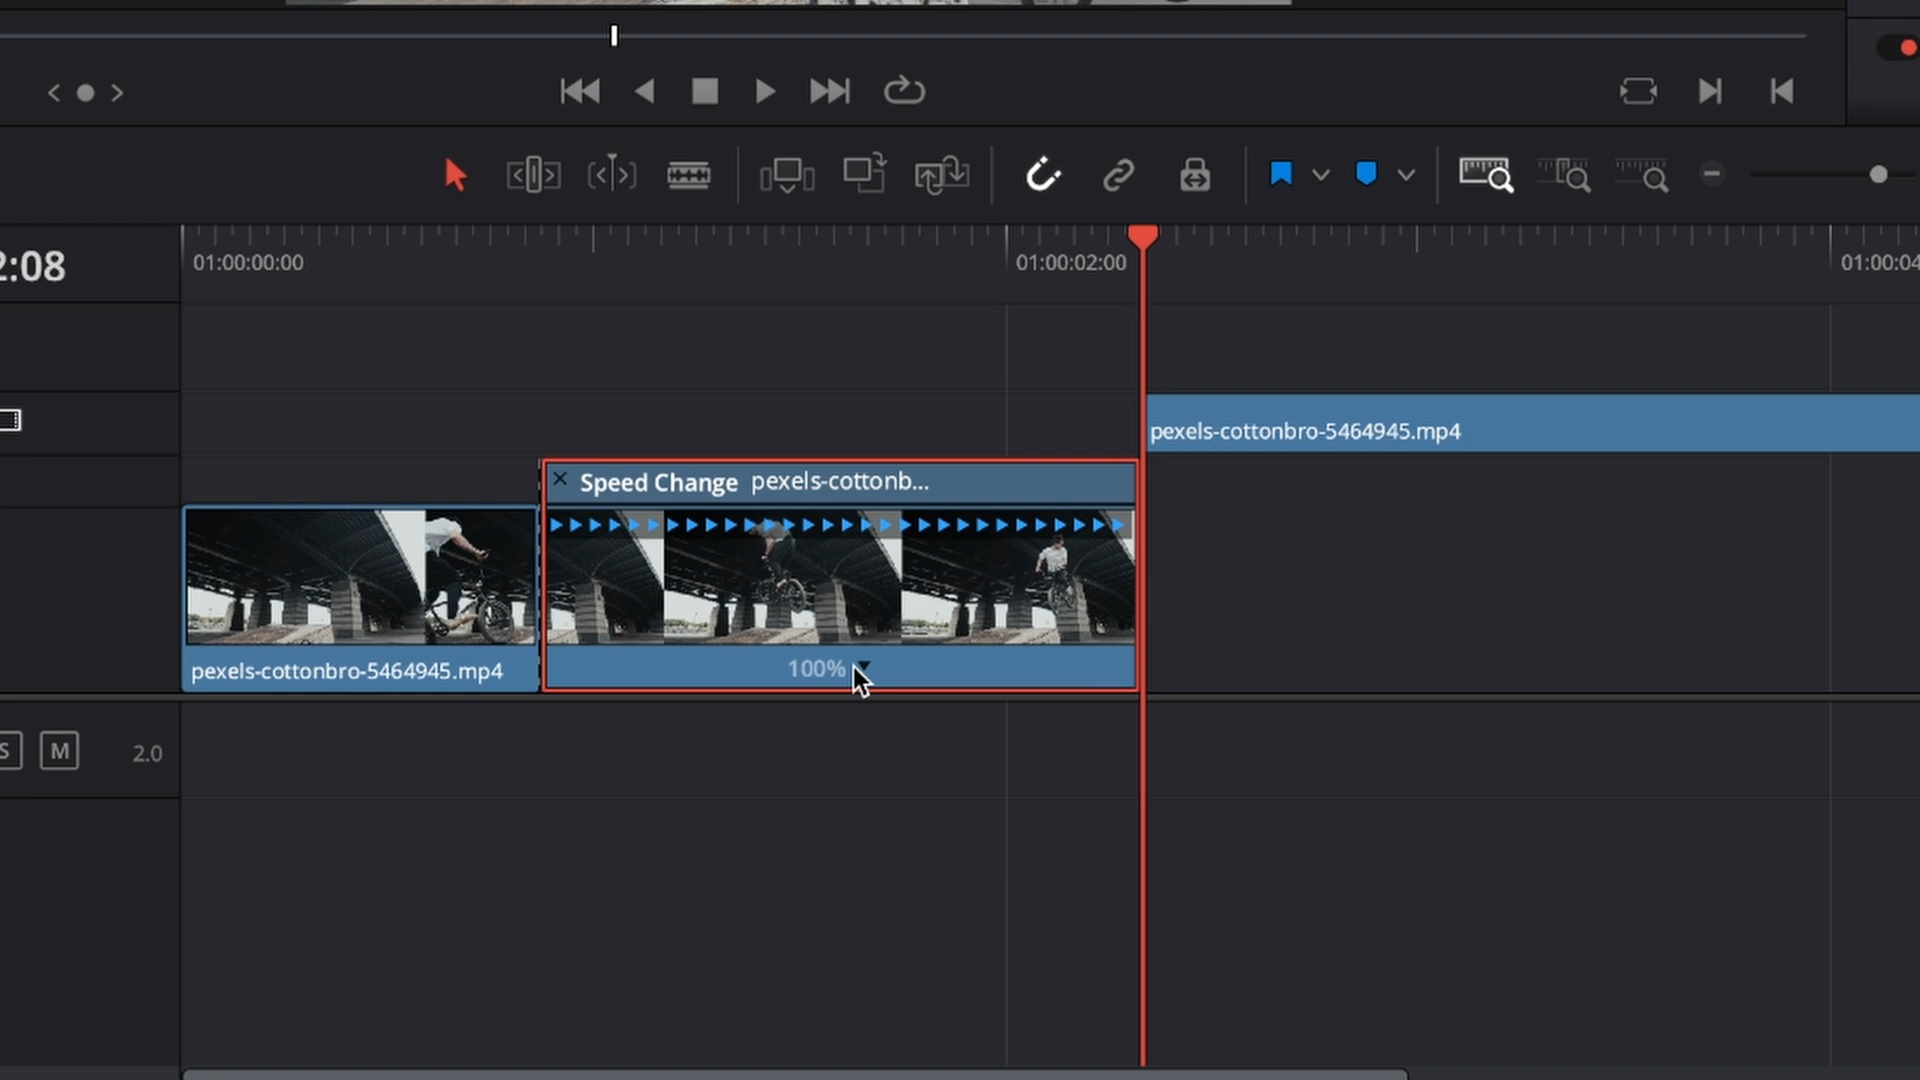 2:08
01:00:00:00
01:00:02:00
01:00:04
pexels-cottonbro-5464945.mp4
Speed Change pexels-cottonb...
pexels-cottonbro-5464945.mp4
100%
S M 2.0